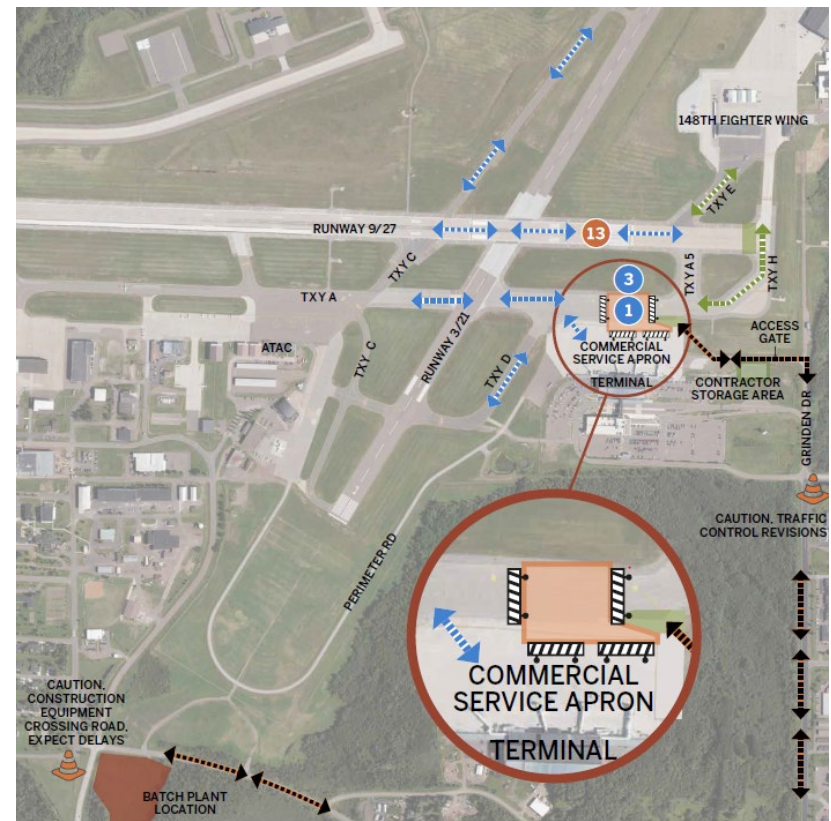 148TH FIGHTER WING
TXY E
RUNWAY 9/27
13
TXY C
TXY A 5
TXY H
TXY A
3
1
ATAC
TXY C
RUNWAY 3/21
TXY D
COMMERCIAL
SERVICE APRON
TERMINAL
ACCESS
GATE
CONTRACTOR
STORAGE AREA
GRINDEN DR
CAUTION, TRAFFIC
CONTROL REVISIONS
PERIMETER RD
COMMERCIAL
SERVICE APRON
TERMINAL
CAUTION,
CONSTRUCTION
EQUIPMENT
CROSSING ROAD,
EXPECT DELAYS
BATCH PLANT
LOCATION